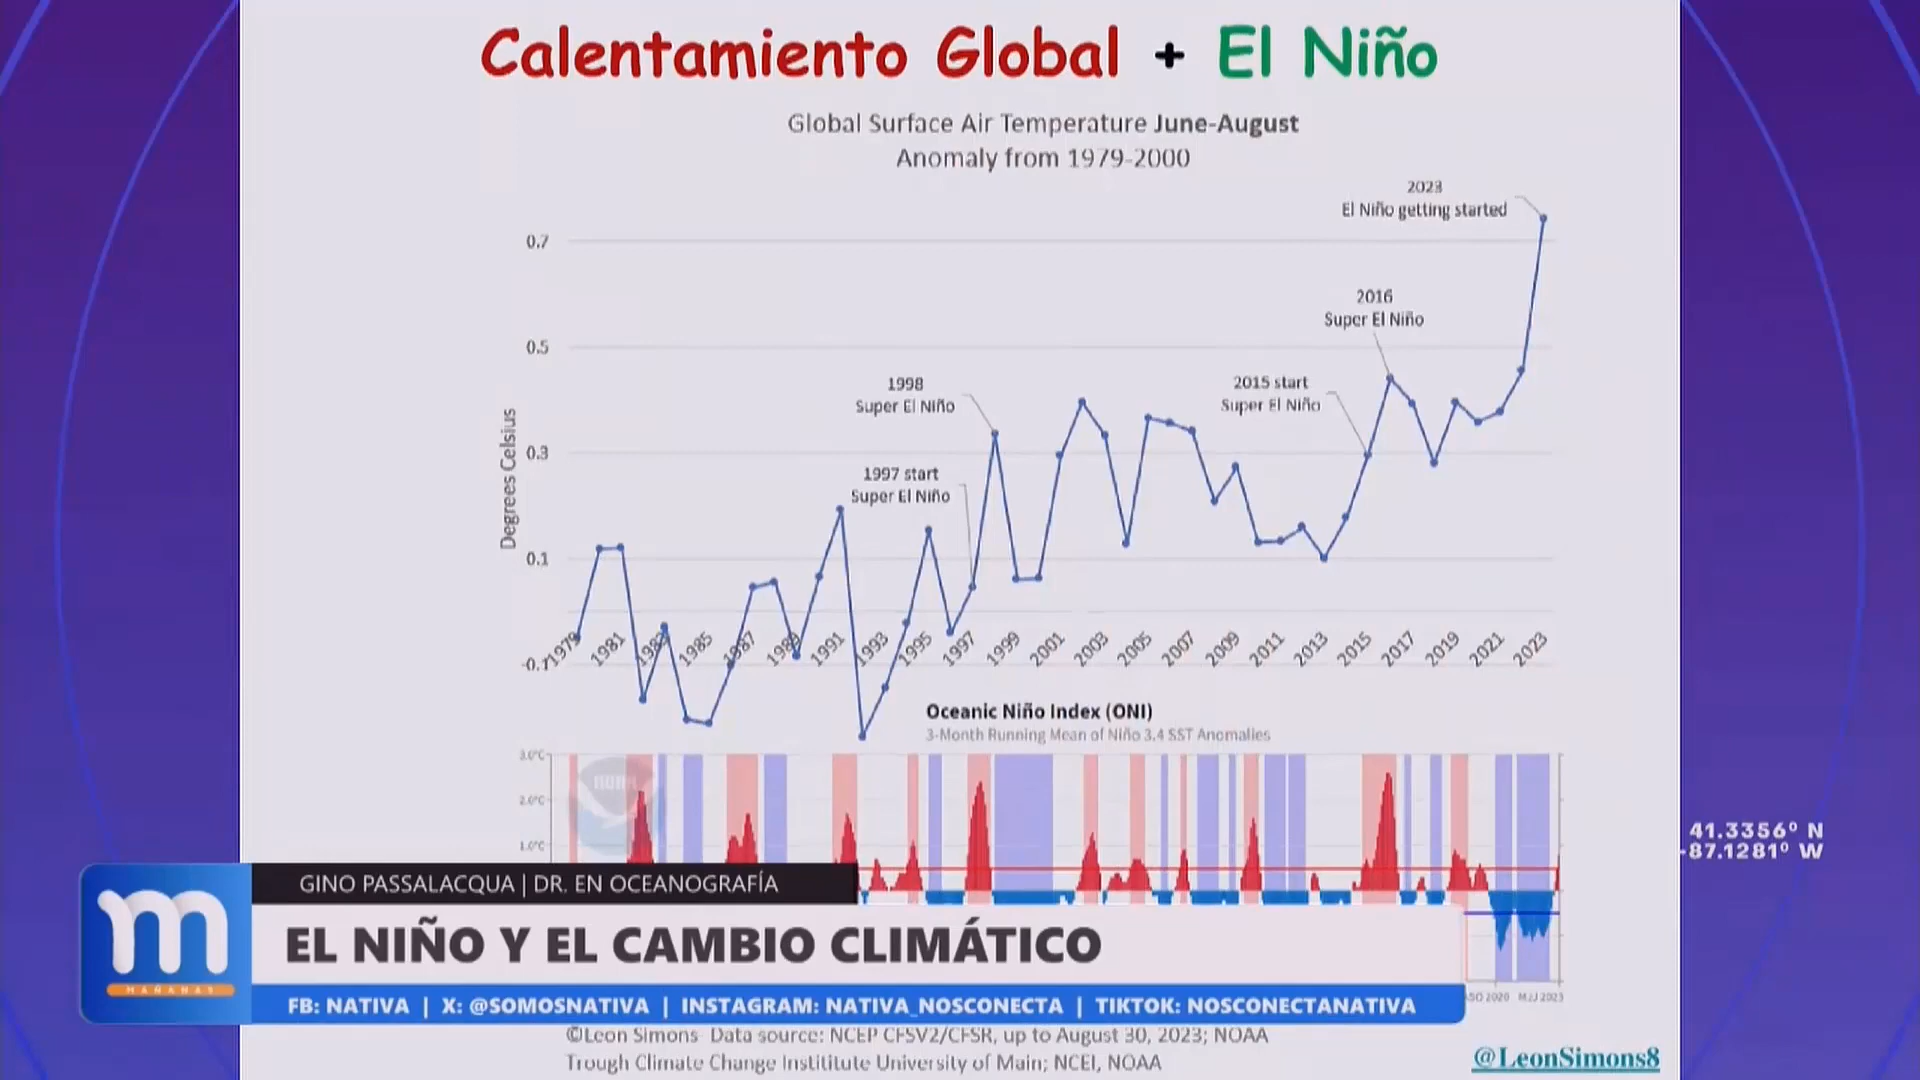 Calentamiento Global + El Niño
Global Surface Air Temperature June-August
Anomaly from 1979-2000
2023
El Niño getting started
0.7
2016
Super El Niño
0.5
1998
Super El Niño
2015 start
Super El Niño
Degrees Celsius
0.3
1997 start
Super El Niño
0.1
-0.1
1979 1981 1983 1985 1987 1989 1991 1993 1995 1997 1999 2001 2003 2005 2007 2009 2011 2013 2015 2017 2019 2021 2023
Oceanic Niño Index (ONI)
3-Month Running Mean of Niño 3.4 SST Anomalies
3.0°C
2.0°C
1.0°C
41.3356º N
-87.1281º W
GINO PASSALACQUA | DR. EN OCEANOGRAFÍA
m
MAÑANAS
EL NIÑO Y EL CAMBIO CLIMÁTICO
FB: NATIVA | X: @SOMOSNATIVA | INSTAGRAM: NATIVA_NOSCONECTA | TIKTOK: NOSCONECTANATIVA
2020 MJJ 2023
©Leon Simons Data source: NCEP CFSV2/CFSR, up to August 30, 2023; NOAA
Trough Climate Change Instititute University of Main; NCEI, NOAA
@LeonSimons8